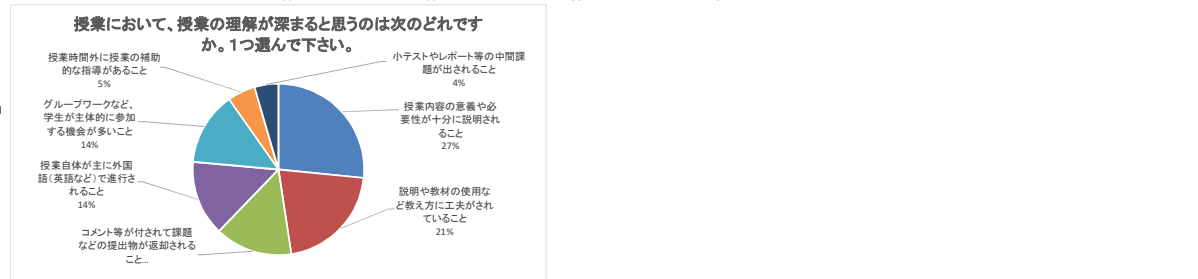 授業において、授業の理解が深まると思うのは次のどれです
か。1つ選んで下さい。
小テストやレポート等の中間課
題が出されること
4%
授業内容の意義や必
要性が十分に説明され
ること
27%
説明や教材の使用な
ど教え方に工夫がされ
ていること
21%
コメント等が付されて課題
などの提出物が返却される
こと…
授業自体が主に外国
語(英語など)で進行さ
れること
14%
グループワークなど、
学生が主体的に参加
する機会が多いこと
14%
授業時間外に授業の補助
的な指導があること
5%